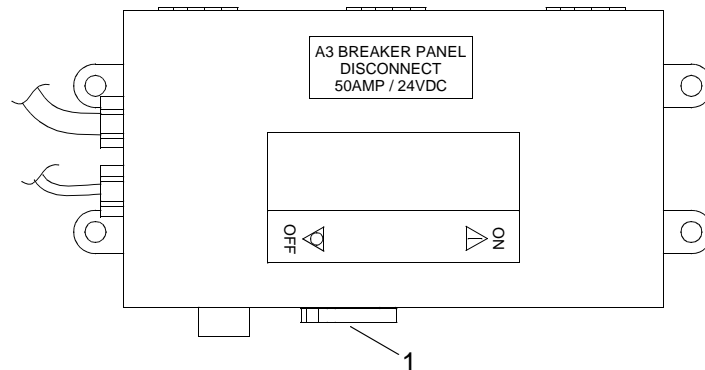 A3 BREAKER PANEL
DISCONNECT
50AMP / 24VDC
OFF
ON
1